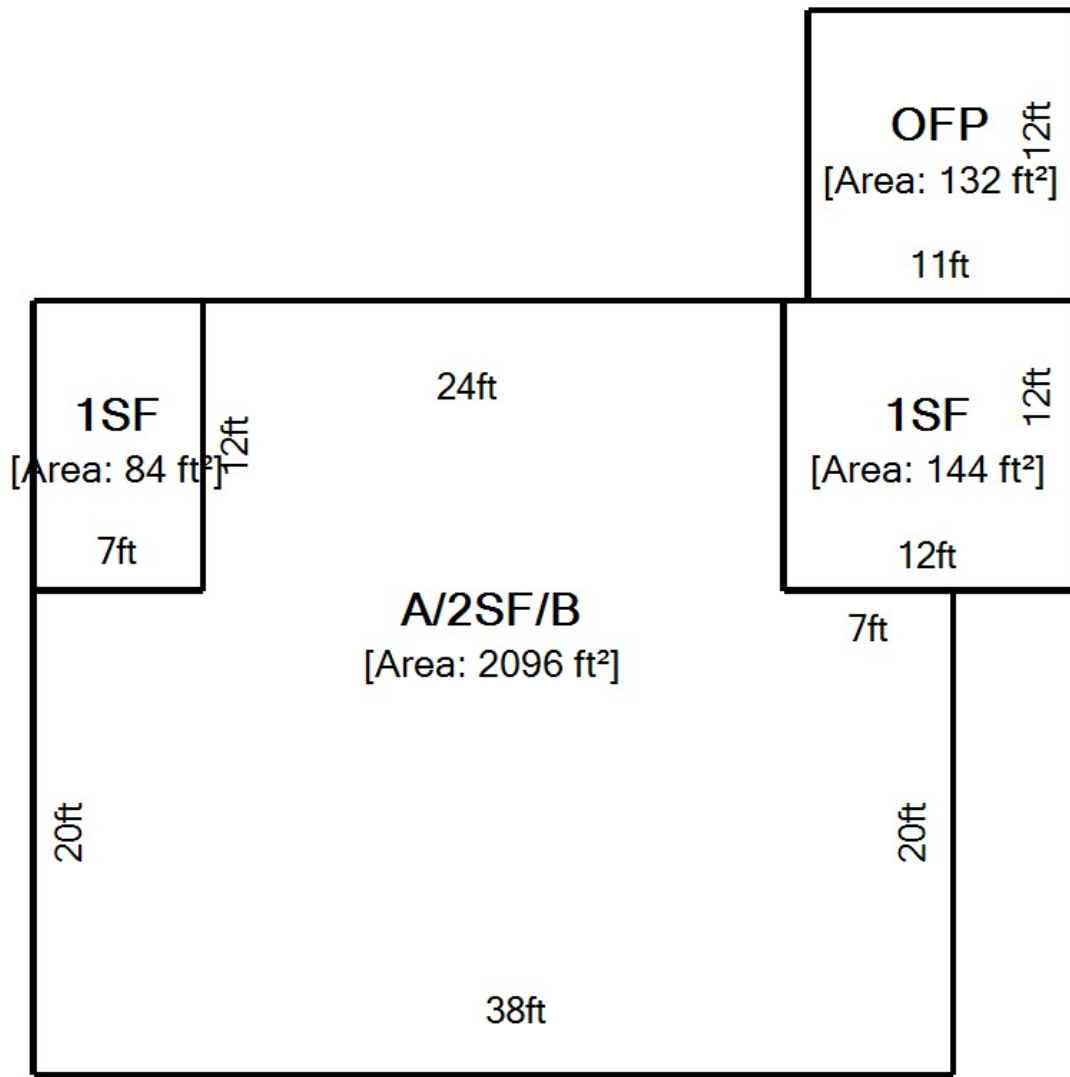 OFP
12ft
[Area: 132 ft²]
11ft
24ft
12ft
1SF
12ft
1SF
[Area: 84 ft²]
[Area: 144 ft²]
7ft
12ft
A/2SF/B
7ft
[Area: 2096 ft²]
20ft
20ft
38ft